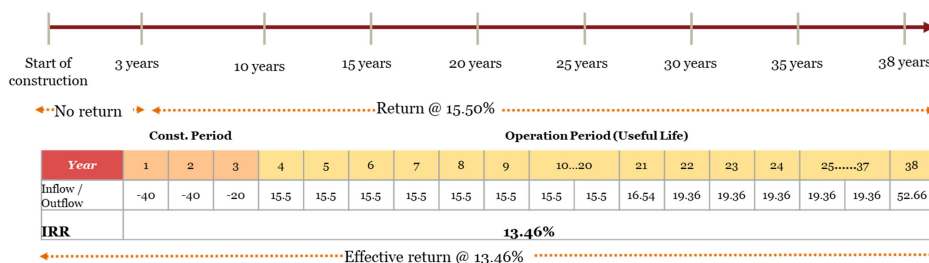 Start of construction
3 years
10 years
15 years
20 years
25 years
30 years
35 years
38 years
No return
Return @ 15.50%
Const. Period
Operation Period (Useful Life)
Year 1 2 3 4 5 6 7 8 9 10...20 21 22 23 24 25......37 38
Inflow / Outflow -40 -40 -20 15.5 15.5 15.5 15.5 15.5 15.5 15.5 15.5 16.54 19.36 19.36 19.36 19.36 19.36 52.66
IRR 13.46%
Effective return @ 13.46%